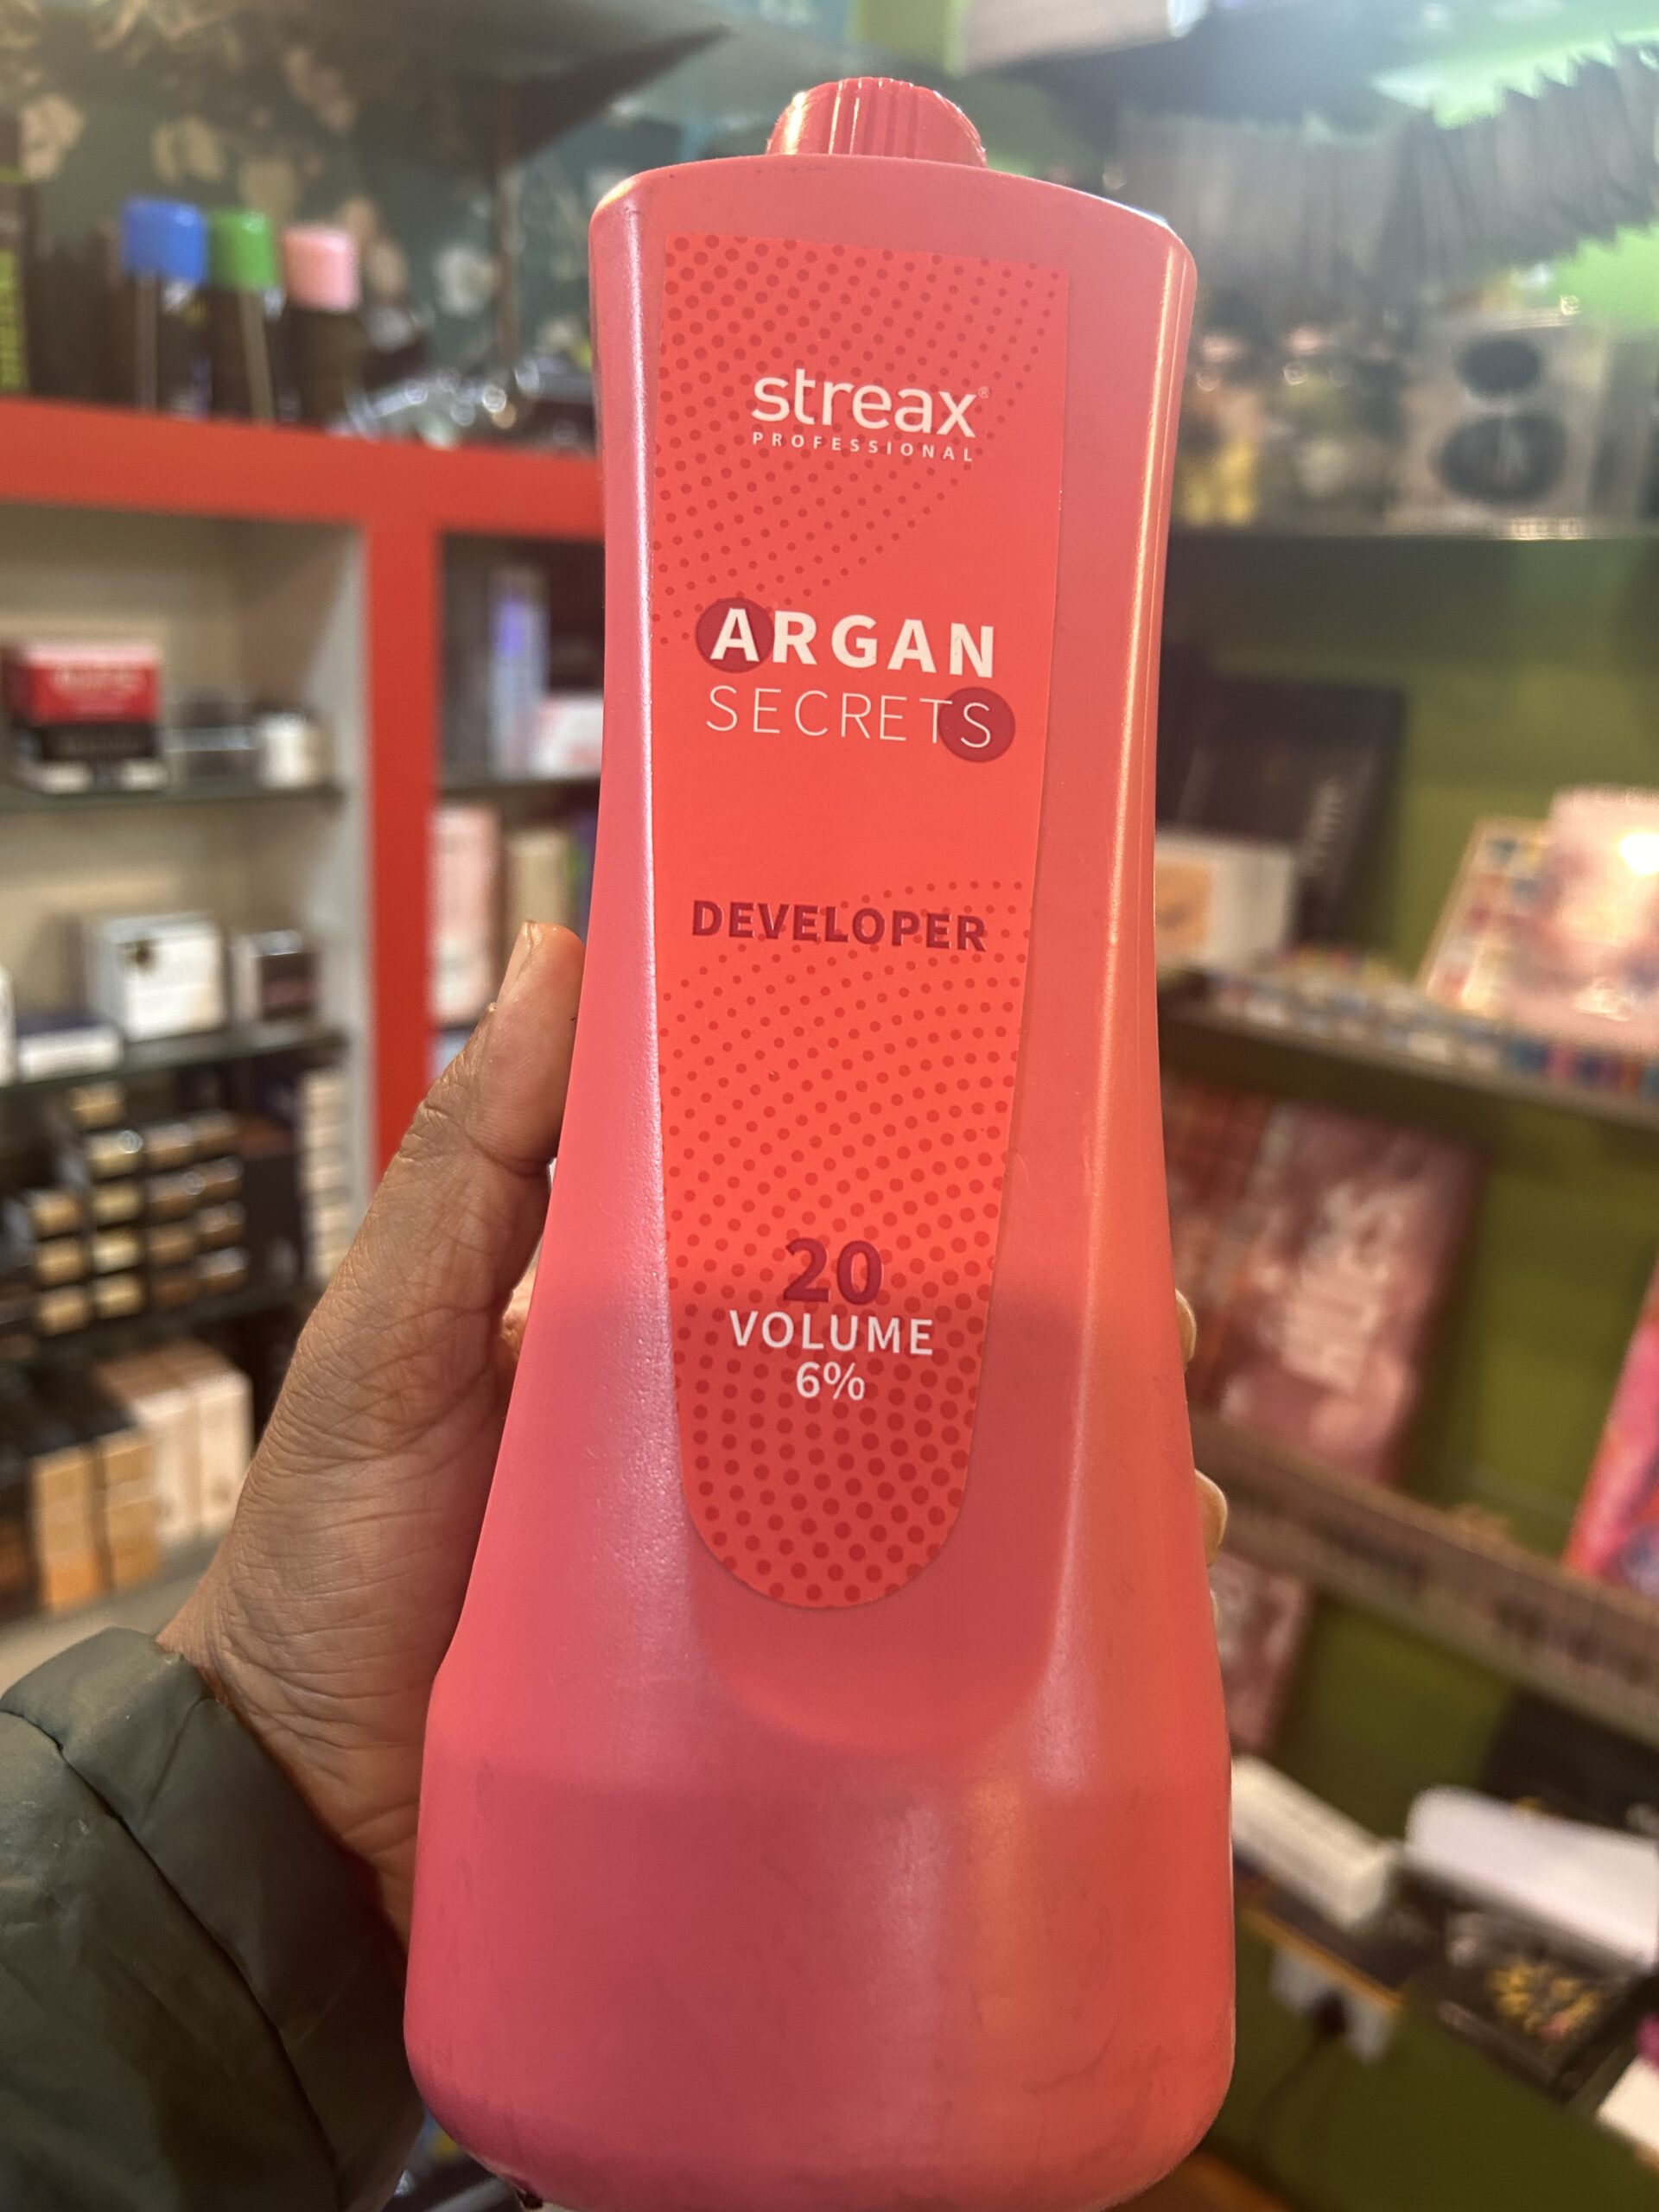 streax®
PROFESSIONAL
ARGAN
SECRETS
DEVELOPER
20
VOLUME
6%